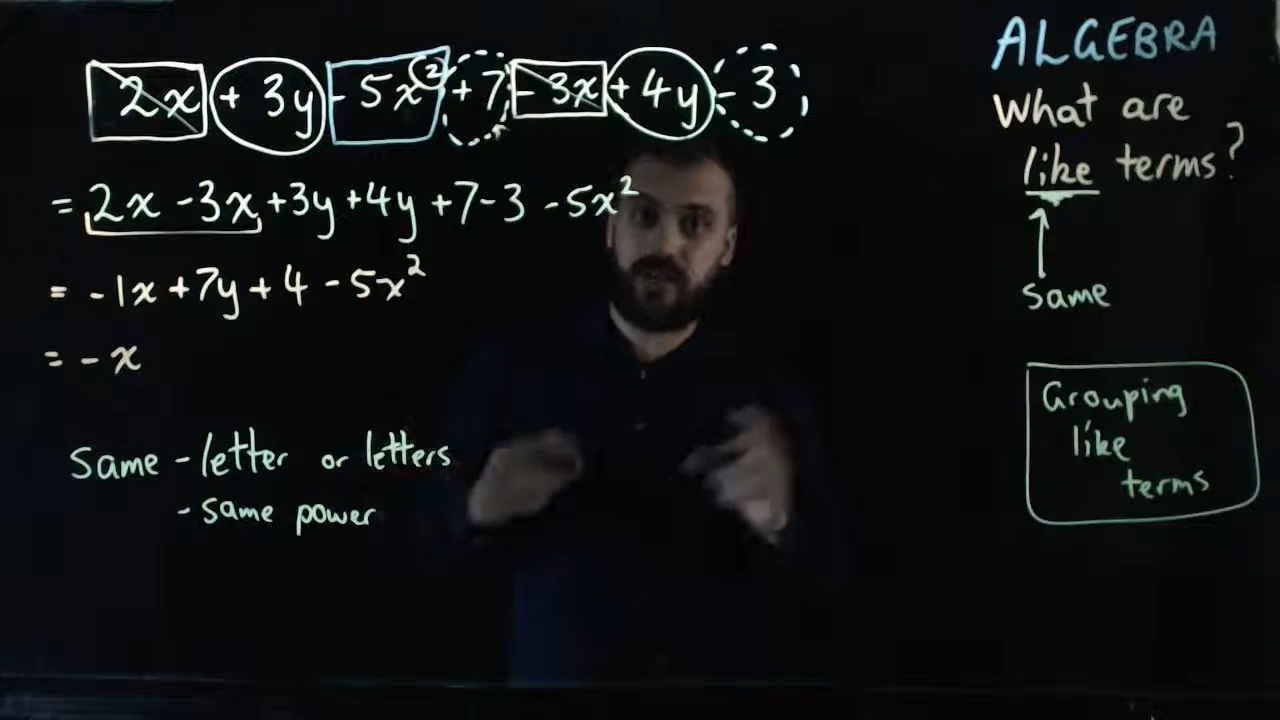 2x + 3y - 5x² + 7 - 3x + 4y - 3
= 2x - 3x + 3y + 4y + 7 - 3 - 5x²
= -1x + 7y + 4 - 5x²
= - x
Same - letter or letters
- same power
ALGEBRA
What are
like terms?
same
Grouping
like
terms